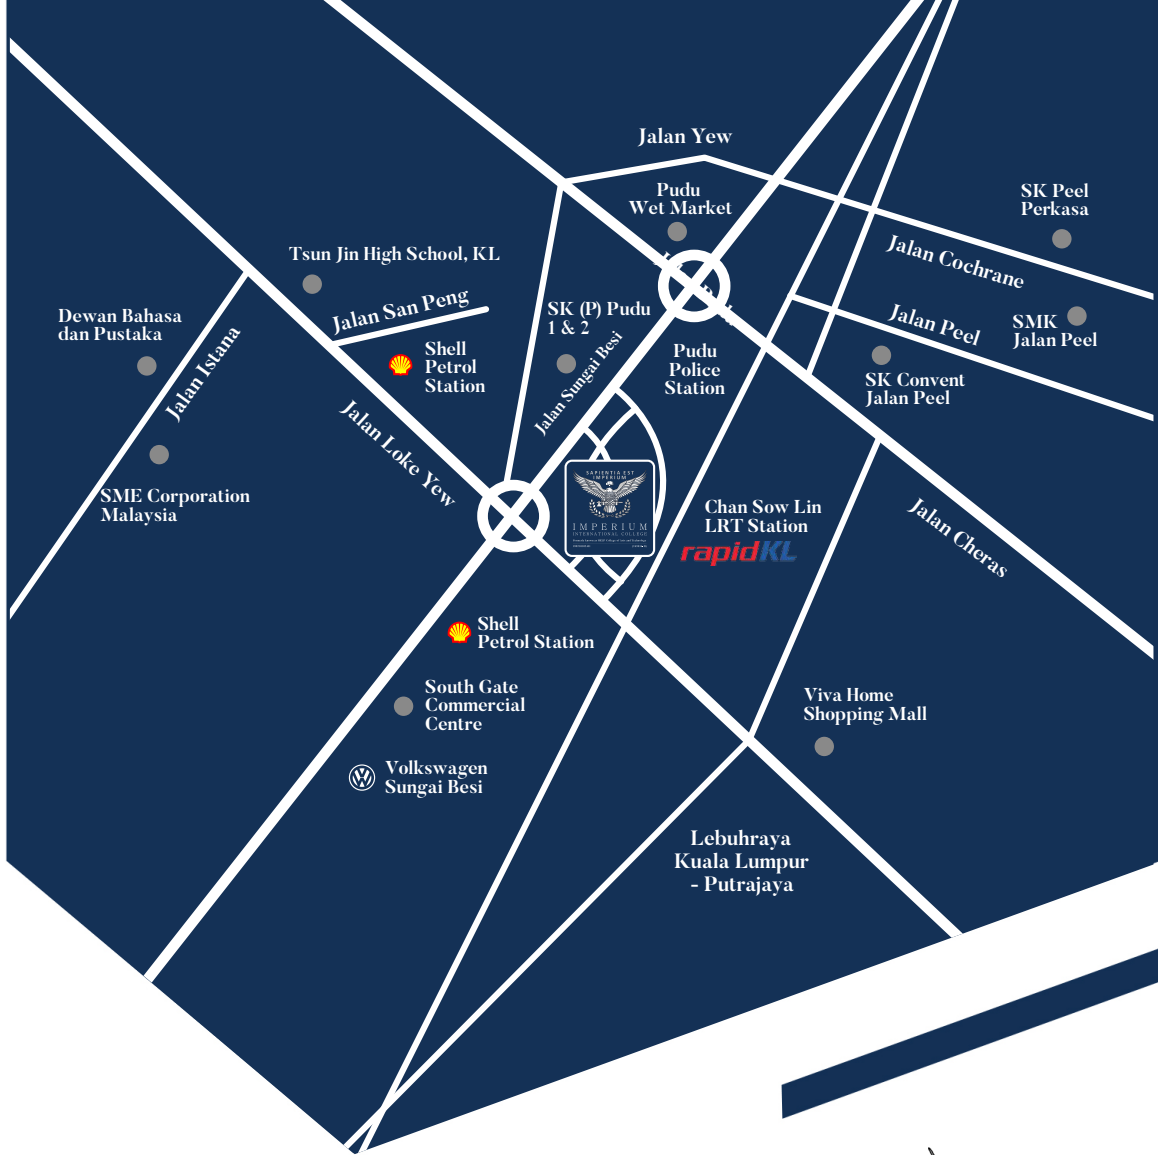 Jalan Yew
Pudu
Wet Market
SK Peel
Perkasa
Tsun Jin High School, KL
Jalan Cochrane
Jalan San Peng
SK (P) Pudu
1 & 2
Dewan Bahasa
dan Pustaka
Jalan Istana
Shell
Petrol
Station
Jalan Sungai Besi
Pudu
Police
Station
Jalan Peel
SMK
Jalan Peel
SK Convent
Jalan Peel
Jalan Loke Yew
SME Corporation
Malaysia
SAPIENTIA EST
IMPERIUM
IMPERIUM
INTERNATIONAL COLLEGE
Chan Sow Lin
LRT Station
rapidKL
Jalan Cheras
Shell
Petrol Station
South Gate
Commercial
Centre
Viva Home
Shopping Mall
Volkswagen
Sungai Besi
Lebuhraya
Kuala Lumpur
- Putrajaya